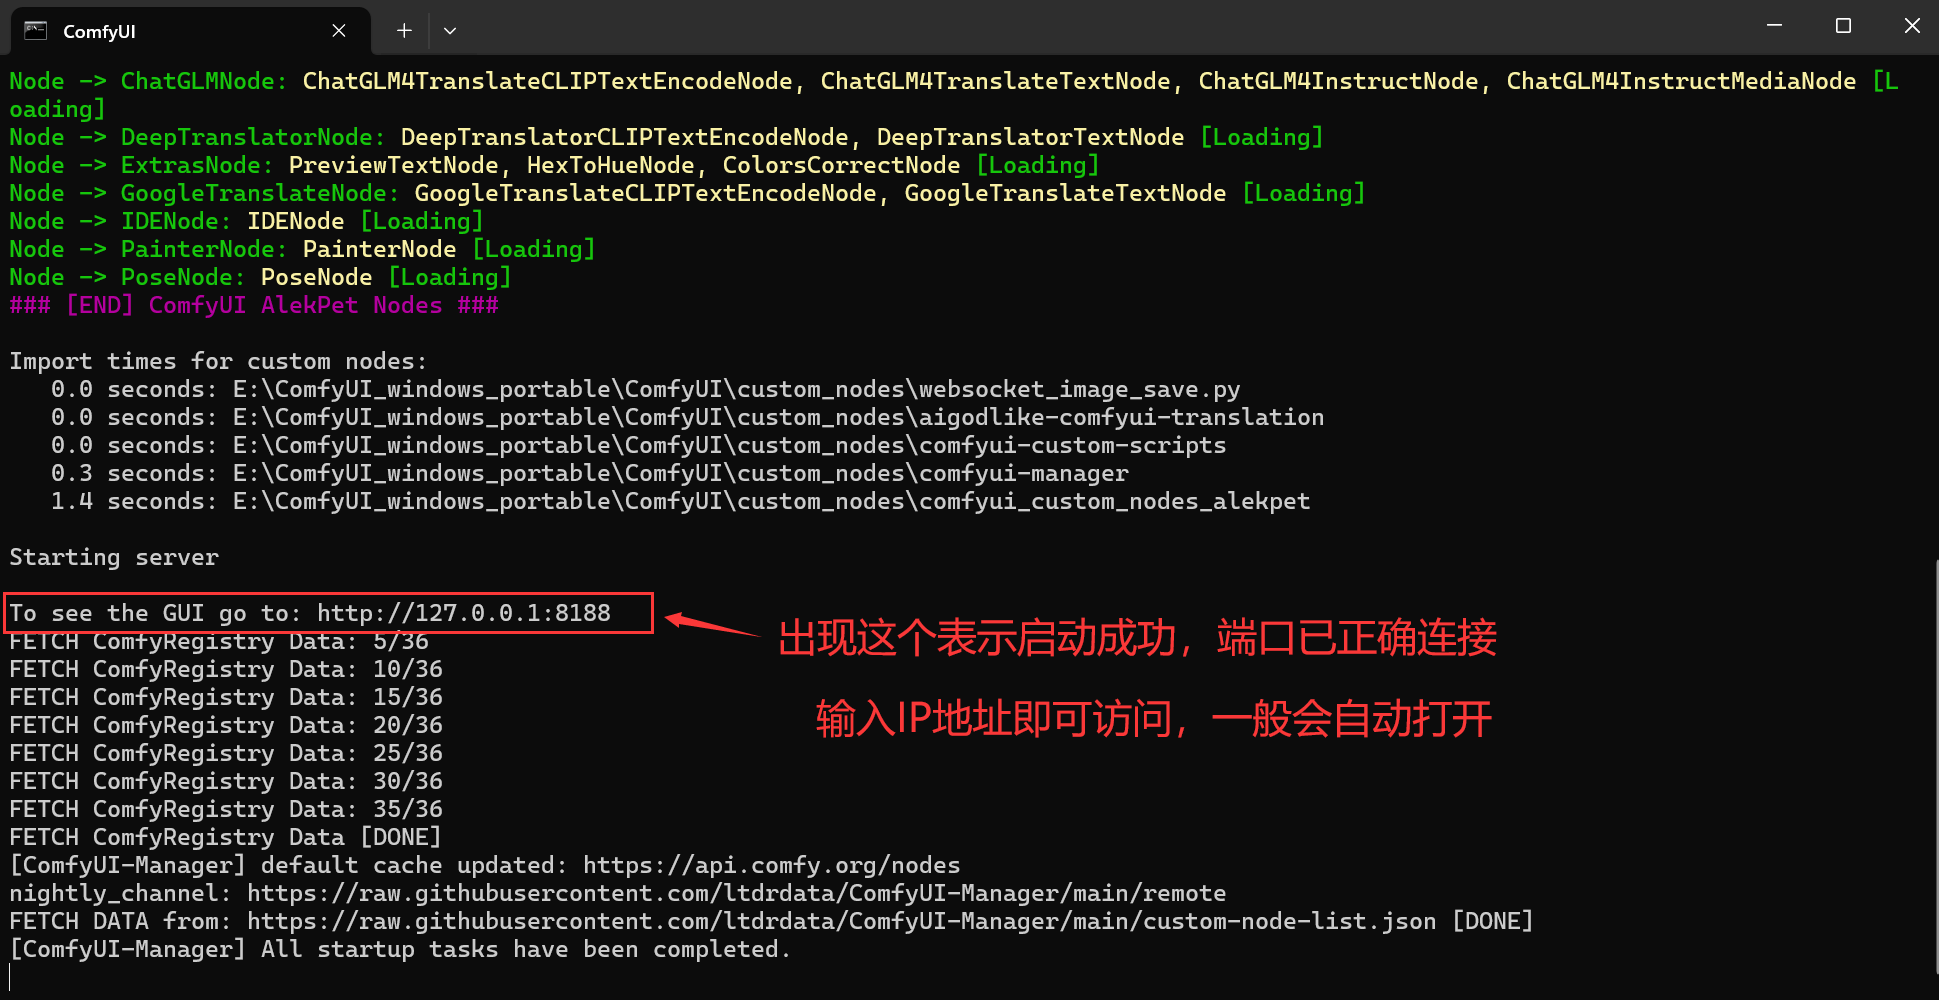 ComfyUI
Node -> ChatGLMNode: ChatGLM4TranslateCLIPTextEncodeNode, ChatGLM4TranslateTextNode, ChatGLM4InstructNode, ChatGLM4InstructMediaNode [L
oading]
Node -> DeepTranslatorNode: DeepTranslatorCLIPTextEncodeNode, DeepTranslatorTextNode [Loading]
Node -> ExtrasNode: PreviewTextNode, HexToHueNode, ColorsCorrectNode [Loading]
Node -> GoogleTranslateNode: GoogleTranslateCLIPTextEncodeNode, GoogleTranslateTextNode [Loading]
Node -> IDENode: IDENode [Loading]
Node -> PainterNode: PainterNode [Loading]
Node -> PoseNode: PoseNode [Loading]
### [END] ComfyUI AlekPet Nodes ###
Import times for custom nodes:
0.0 seconds: E:\ComfyUI_windows_portable\ComfyUI\custom_nodes\websocket_image_save.py
0.0 seconds: E:\ComfyUI_windows_portable\ComfyUI\custom_nodes\aigodlike-comfyui-translation
0.0 seconds: E:\ComfyUI_windows_portable\ComfyUI\custom_nodes\comfyui-custom-scripts
0.3 seconds: E:\ComfyUI_windows_portable\ComfyUI\custom_nodes\comfyui-manager
1.4 seconds: E:\ComfyUI_windows_portable\ComfyUI\custom_nodes\comfyui_custom_nodes_alekpet
Starting server
To see the GUI go to: http://127.0.0.1:8188
出现这个表示启动成功，端口已正确连接
输入IP地址即可访问，一般会自动打开
FETCH ComfyRegistry Data: 5/36
FETCH ComfyRegistry Data: 10/36
FETCH ComfyRegistry Data: 15/36
FETCH ComfyRegistry Data: 20/36
FETCH ComfyRegistry Data: 25/36
FETCH ComfyRegistry Data: 30/36
FETCH ComfyRegistry Data: 35/36
FETCH ComfyRegistry Data [DONE]
[ComfyUI-Manager] default cache updated: https://api.comfy.org/nodes
nightly_channel: https://raw.githubusercontent.com/ltdrdata/ComfyUI-Manager/main/remote
FETCH DATA from: https://raw.githubusercontent.com/ltdrdata/ComfyUI-Manager/main/custom-node-list.json [DONE]
[ComfyUI-Manager] All startup tasks have been completed.